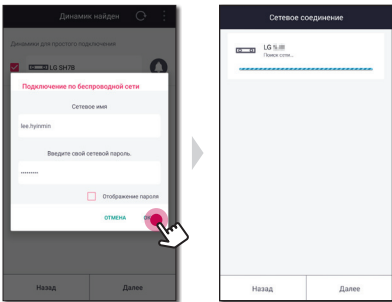 Динамик найден
Динамики для простого подключения
LG SH7B
Подключение по беспроводной сети
Сетевое имя
lee.hyinmin
Введите свой сетевой пароль.
·········
Отображение пароля
ОТМЕНА
Назад
Далее
Сетевое соединение
LG
Поиск сети...
Назад
Далее